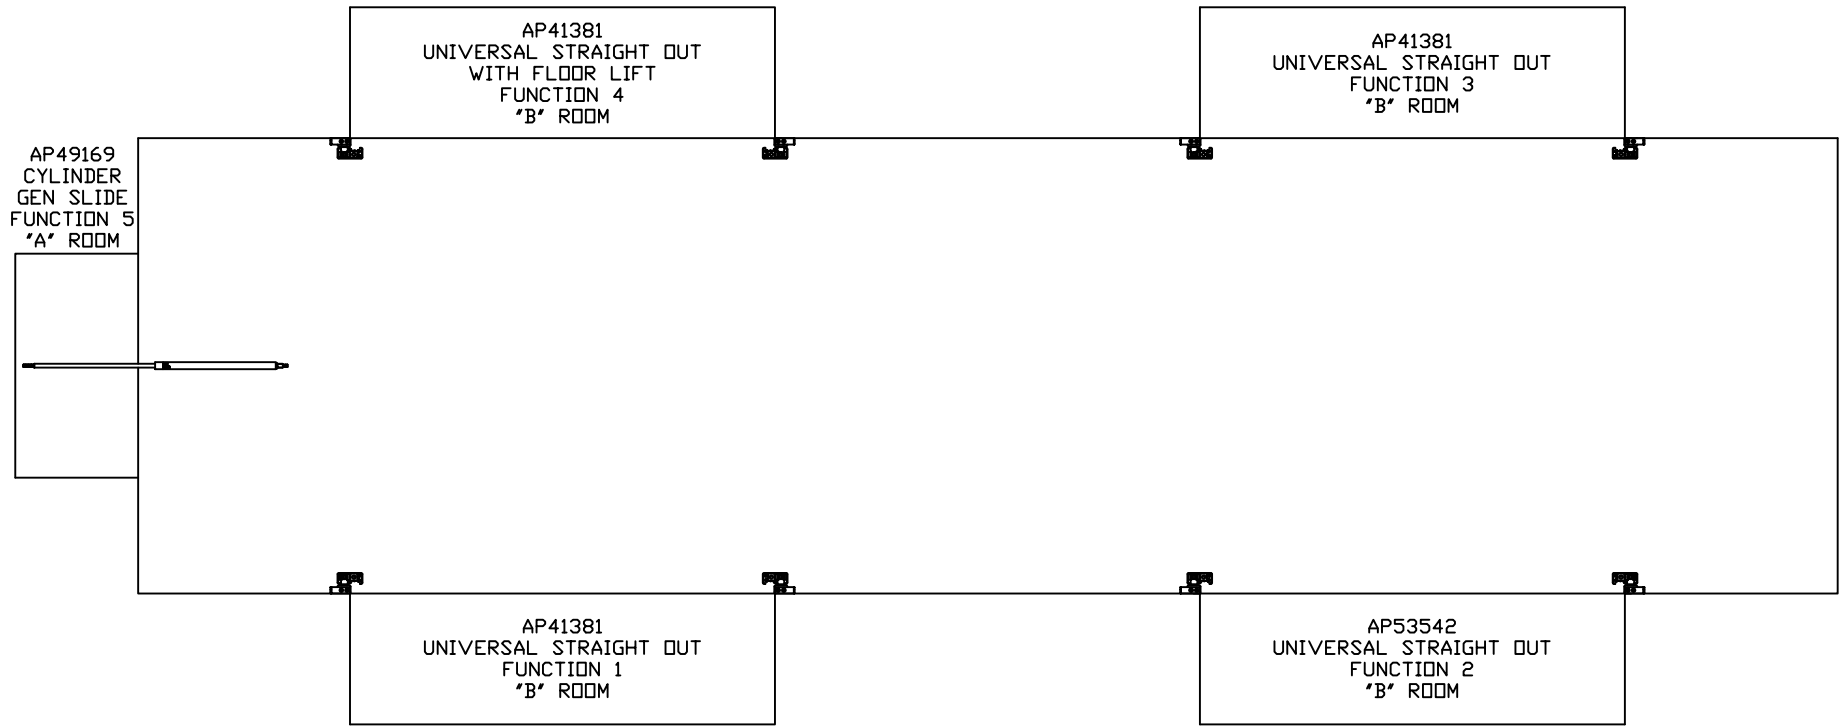 AP41381
UNIVERSAL STRAIGHT OUT
WITH FLOOR LIFT
FUNCTION 4
"B" ROOM
AP41381
UNIVERSAL STRAIGHT OUT
FUNCTION 3
"B" ROOM
AP49169
CYLINDER
GEN SLIDE
FUNCTION 5
"A" ROOM
AP41381
UNIVERSAL STRAIGHT OUT
FUNCTION 1
"B" ROOM
AP53542
UNIVERSAL STRAIGHT OUT
FUNCTION 2
"B" ROOM